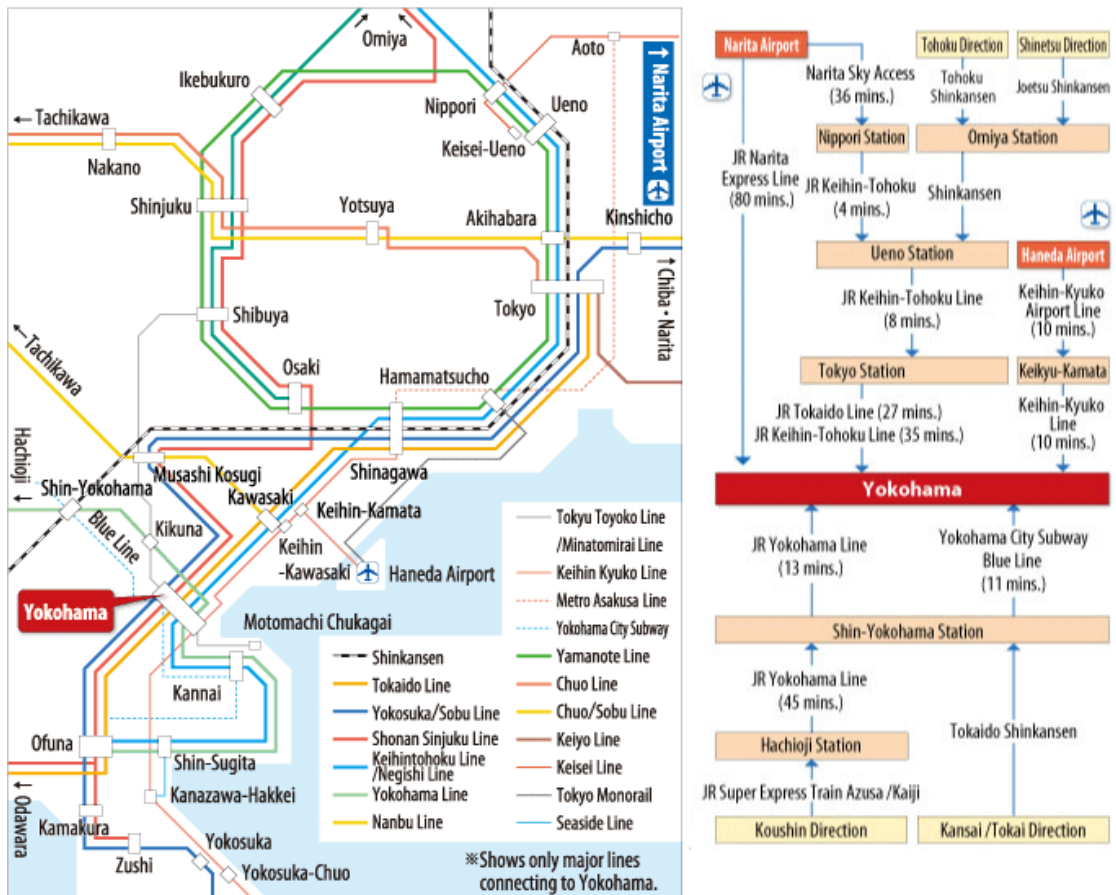 Omiya
Aoto
Ikebukuro
Nippori
Ueno
↑ Narita Airport
← Tachikawa
Keisei-Ueno
Nakano
Shinjuku
Yotsuya
Akihabara
Kinshicho
Tokyo
Shibuya
↑ Chiba・Narita
Tachikawa
Osaki
Hamamatsucho
Hachioji
Musashi Kosugi
Shinagawa
Shin-Yokohama
Kawasaki
Keihin-Kamata
Blue Line
Kikuna
Keihin
-Kawasaki
Haneda Airport
Yokohama
Motomachi Chukagai
Kannai
Ofuna
Shin-Sugita
Kanazawa-Hakkei
Odawara
Kamakura
Zushi
Yokosuka
Yokosuka-Chuo
Shinkansen
Tokaido Line
Yokosuka/Sobu Line
Shonan Sinjuku Line
Keihintohoku Line
/Negishi Line
Yokohama Line
Nanbu Line
Tokyu Toyoko Line
/Minatomirai Line
Keihin Kyuko Line
Metro Asakusa Line
Yokohama City Subway
Yamanote Line
Chuo Line
Chuo/Sobu Line
Keiyo Line
Keisei Line
Tokyo Monorail
Seaside Line
※Shows only major lines
connecting to Yokohama.
Narita Airport
Tohoku Direction
Shinetsu Direction
Narita Sky Access
(36 mins.)
Tohoku
Shinkansen
Joetsu Shinkansen
Nippori Station
Omiya Station
JR Narita
Express Line
(80 mins.)
JR Keihin-Tohoku
(4 mins.)
Shinkansen
Ueno Station
Haneda Airport
JR Keihin-Tohoku Line
(8 mins.)
Keihin-Kyuko
Airport Line
(10 mins.)
Tokyo Station
Keikyu-Kamata
JR Tokaido Line (27 mins.)
JR Keihin-Tohoku Line (35 mins.)
Keihin-Kyuko
Line
(10 mins.)
Yokohama
JR Yokohama Line
(13 mins.)
Yokohama City Subway
Blue Line
(11 mins.)
Shin-Yokohama Station
JR Yokohama Line
(45 mins.)
Hachioji Station
Tokaido Shinkansen
JR Super Express Train Azusa /Kaiji
Koushin Direction
Kansai /Tokai Direction